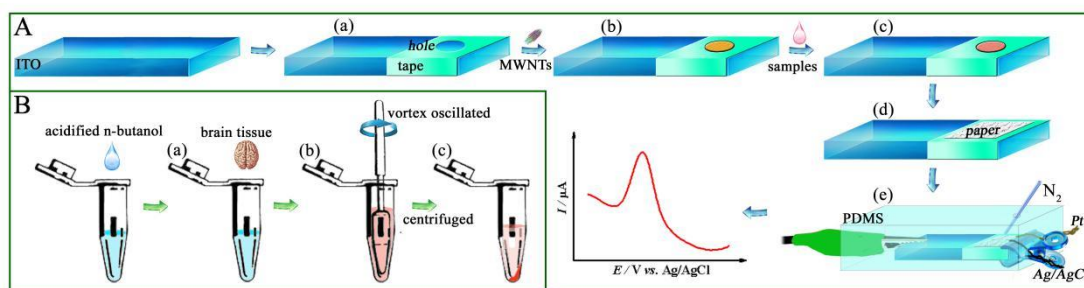 A
ITO
(a)
hole
tape
MWNTs
(b)
samples
(c)
(d)
paper
(e)
PDMS
N2
Pt
Ag/AgCl
I / μA
E / V vs. Ag/AgCl
B
acidified n-butanol
(a)
brain tissue
(b)
vortex oscillated
(c)
centrifuged